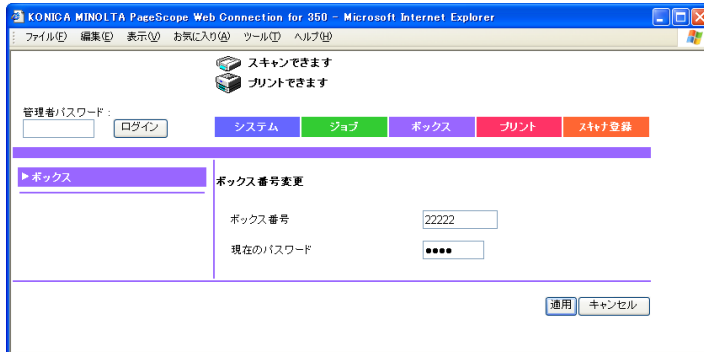 KONICA MINOLTA PageScope Web Connection for 350 - Microsoft Internet Explorer
ファイル(F) 編集(E) 表示(V) お気に入り(A) ツール(T) ヘルプ(H)
スキャンできます
プリントできます
管理者パスワード:
ログイン
システム ジョブ ボックス プリント スキャナ登録
ボックス
ボックス番号変更
ボックス番号 22222
現在のパスワード ●●●●
適用 キャンセル